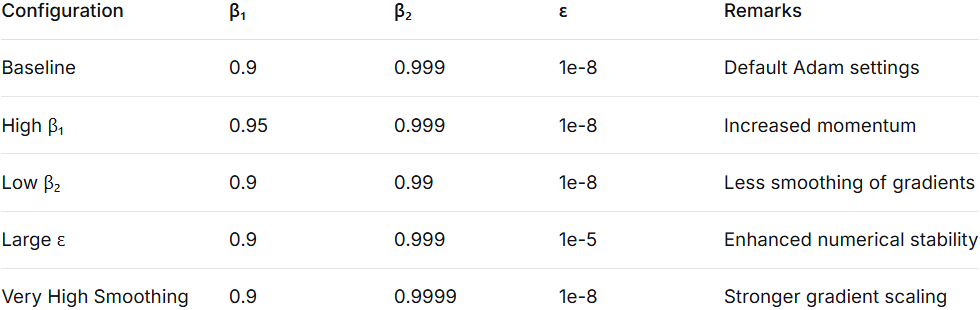 Configuration β₁ β₂ ε Remarks
Baseline 0.9 0.999 1e-8 Default Adam settings
High β₁ 0.95 0.999 1e-8 Increased momentum
Low β₂ 0.9 0.99 1e-8 Less smoothing of gradients
Large ε 0.9 0.999 1e-5 Enhanced numerical stability
Very High Smoothing 0.9 0.9999 1e-8 Stronger gradient scaling